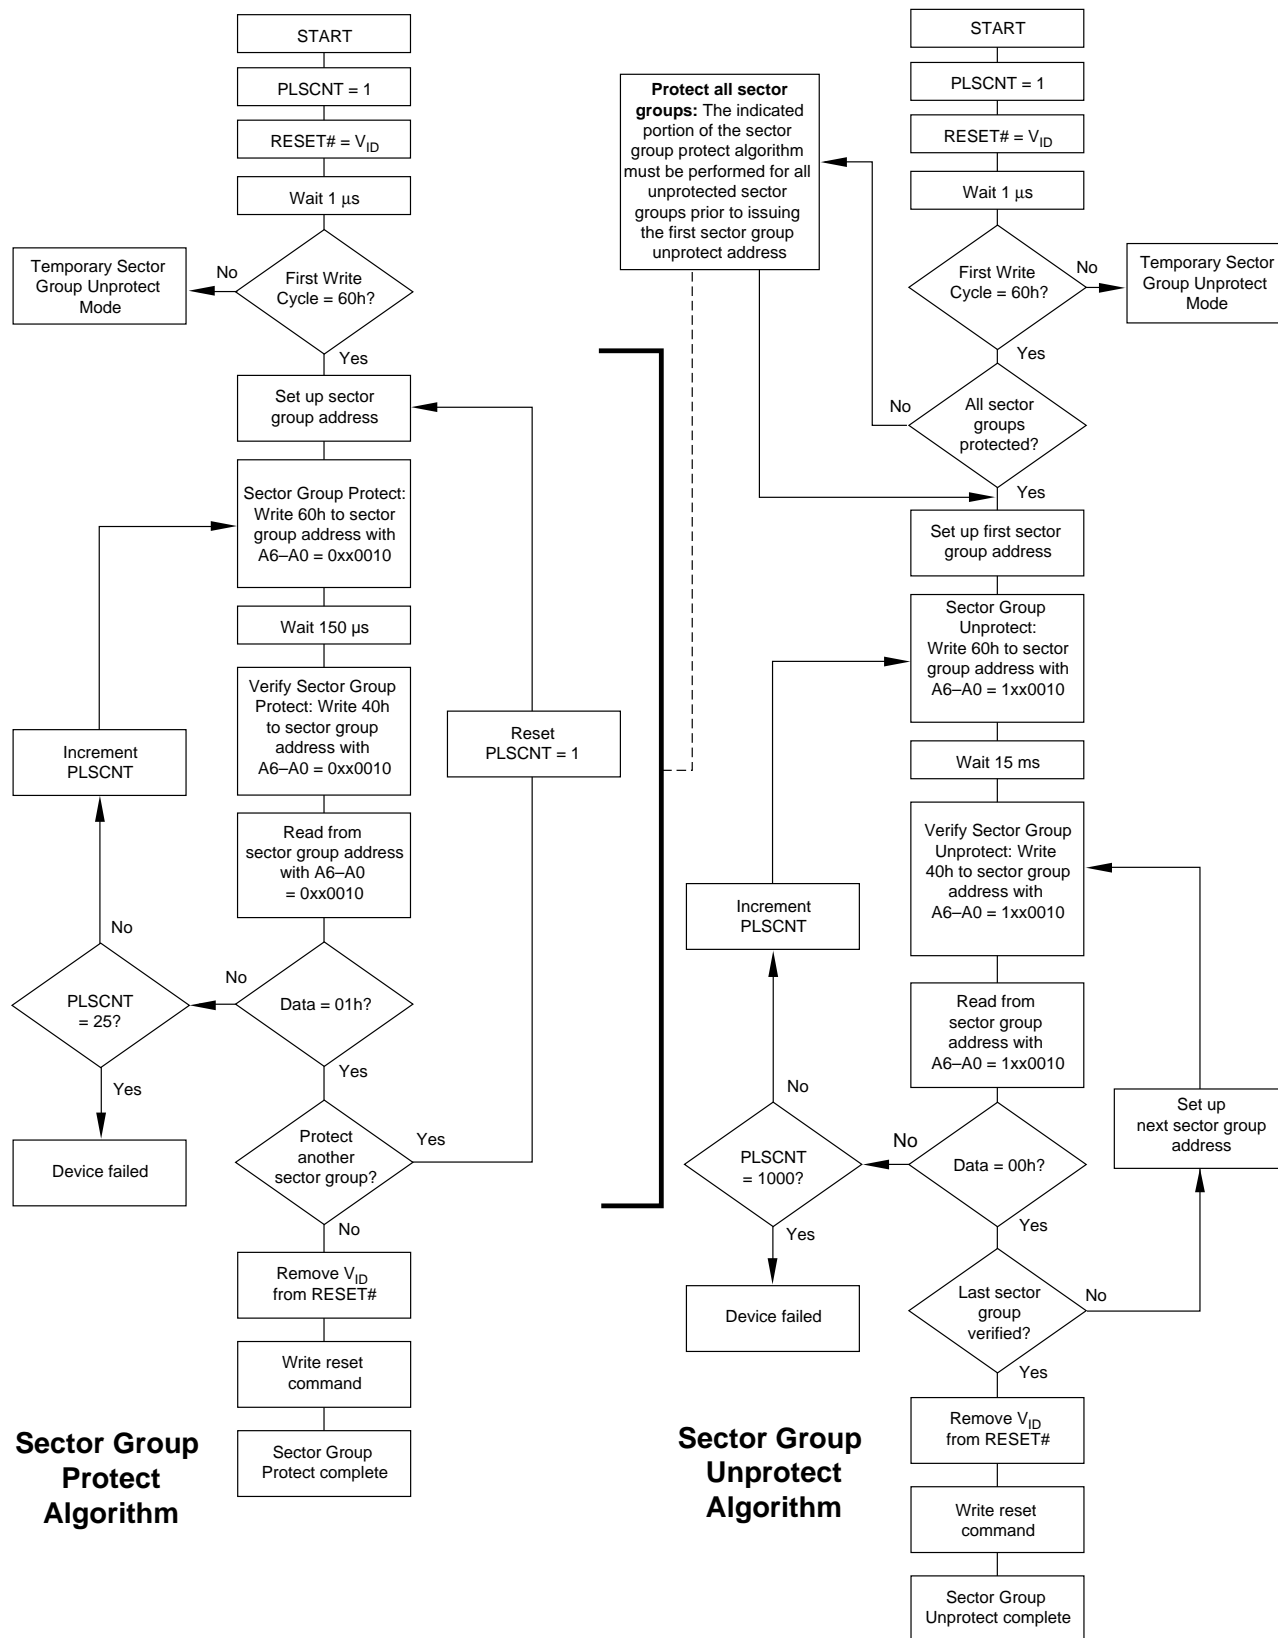 START
PLSCNT = 1
RESET# = VID
Wait 1 μs
First Write
Cycle = 60h?
No
Temporary Sector
Group Unprotect
Mode
Yes
Set up sector
group address
Sector Group Protect:
Write 60h to sector
group address with
A6–A0 = 0xx0010
Wait 150 µs
Verify Sector Group
Protect: Write 40h
to sector group
address with
A6–A0 = 0xx0010
Reset
PLSCNT = 1
Increment
PLSCNT
Read from
sector group address
with A6–A0
= 0xx0010
No
No
PLSCNT
= 25?
Data = 01h?
Yes
Yes
Device failed
Protect
another
sector group?
Yes
No
Remove VID
from RESET#
Write reset
command
Sector Group
Protect complete
Sector Group
Protect
Algorithm
Protect all sector
groups: The indicated
portion of the sector
group protect algorithm
must be performed for all
unprotected sector
groups prior to issuing
the first sector group
unprotect address
START
PLSCNT = 1
RESET# = VID
Wait 1 μs
First Write
Cycle = 60h?
No
Temporary Sector
Group Unprotect
Mode
Yes
No
All sector
groups
protected?
Yes
Set up first sector
group address
Sector Group
Unprotect:
Write 60h to sector
group address with
A6–A0 = 1xx0010
Wait 15 ms
Verify Sector Group
Unprotect: Write
40h to sector group
address with
A6–A0 = 1xx0010
Increment
PLSCNT
Read from
sector group
address with
A6–A0 = 1xx0010
No
No
Set up
next sector group
address
PLSCNT
= 1000?
Data = 00h?
Yes
Yes
Device failed
Last sector
group
verified?
No
Yes
Remove VID
from RESET#
Write reset
command
Sector Group
Unprotect complete
Sector Group
Unprotect
Algorithm